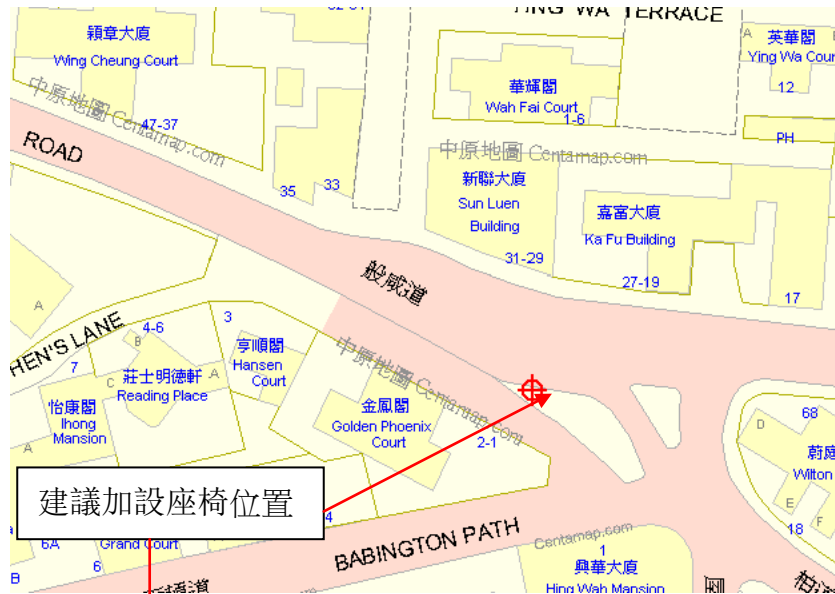 HING WA TERRACE
穎章大廈
Wing Cheung Court
47-37
中原地圖 Centamap.com
ROAD
35
33
華輝閣
Wah Fai Court
1-6
A
英華閣
Ying Wa Cour
12
PH
中原地圖 Centamap.com
新聯大廈
Sun Luen
Building
31-29
嘉富大廈
Ka Fu Building
27-19
17
般咸道
A
HEN'S LANE
4-6
B
3
7
C
莊士明德軒
A
Reading Place
亨順閣
Hansen
Court
怡康閣
Ihong
Mansion
A
中原地圖 Centamap.com
金鳳閣
Golden Phoenix
Court
2-1
68
D
蔚庭
Wilton
E
F
18
建議加設座椅位置
4
6A
Grand Court
6
B
BABINGTON PATH
Centamap.com
1
興華大廈
Hing Wah Mansion